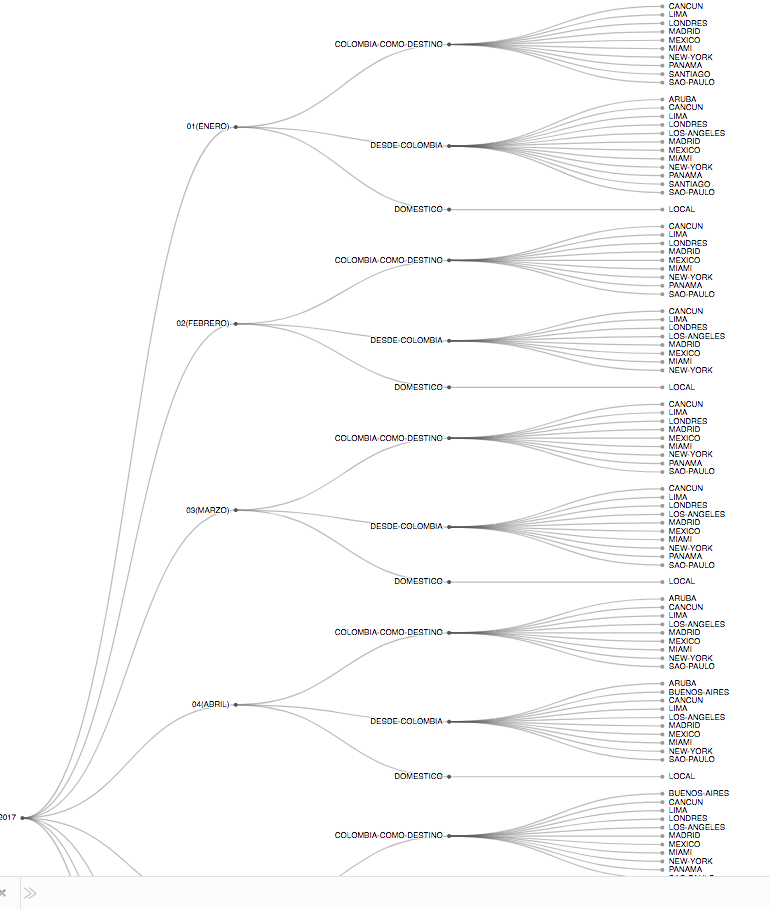 CANCUN
LIMA
LONDRES
MADRID
MEXICO
MIAMI
NEW-YORK
PANAMA
SANTIAGO
SAO-PAULO
COLOMBIA-COMO-DESTINO
ARUBA
CANCUN
LIMA
LONDRES
LOS-ANGELES
MADRID
MEXICO
MIAMI
NEW-YORK
PANAMA
SANTIAGO
SAO-PAULO
01(ENERO)
DESDE-COLOMBIA
DOMESTICO
LOCAL
CANCUN
LIMA
LONDRES
MADRID
MEXICO
MIAMI
NEW-YORK
PANAMA
SAO-PAULO
COLOMBIA-COMO-DESTINO
02(FEBRERO)
CANCUN
LIMA
LONDRES
LOS-ANGELES
MADRID
MEXICO
MIAMI
NEW-YORK
DESDE-COLOMBIA
DOMESTICO
LOCAL
CANCUN
LIMA
LONDRES
MADRID
MEXICO
MIAMI
NEW-YORK
PANAMA
SAO-PAULO
COLOMBIA-COMO-DESTINO
03(MARZO)
CANCUN
LIMA
LONDRES
LOS-ANGELES
MADRID
MEXICO
MIAMI
NEW-YORK
PANAMA
SAO-PAULO
DESDE-COLOMBIA
DOMESTICO
LOCAL
ARUBA
CANCUN
LIMA
LOS-ANGELES
MADRID
MEXICO
MIAMI
NEW-YORK
SAO-PAULO
COLOMBIA-COMO-DESTINO
04(ABRIL)
ARUBA
BUENOS-AIRES
CANCUN
LIMA
LOS-ANGELES
MADRID
MEXICO
MIAMI
NEW-YORK
SAO-PAULO
DESDE-COLOMBIA
DOMESTICO
LOCAL
2017
BUENOS-AIRES
CANCUN
LIMA
LONDRES
LOS-ANGELES
MADRID
MEXICO
MIAMI
NEW-YORK
PANAMA
COLOMBIA-COMO-DESTINO